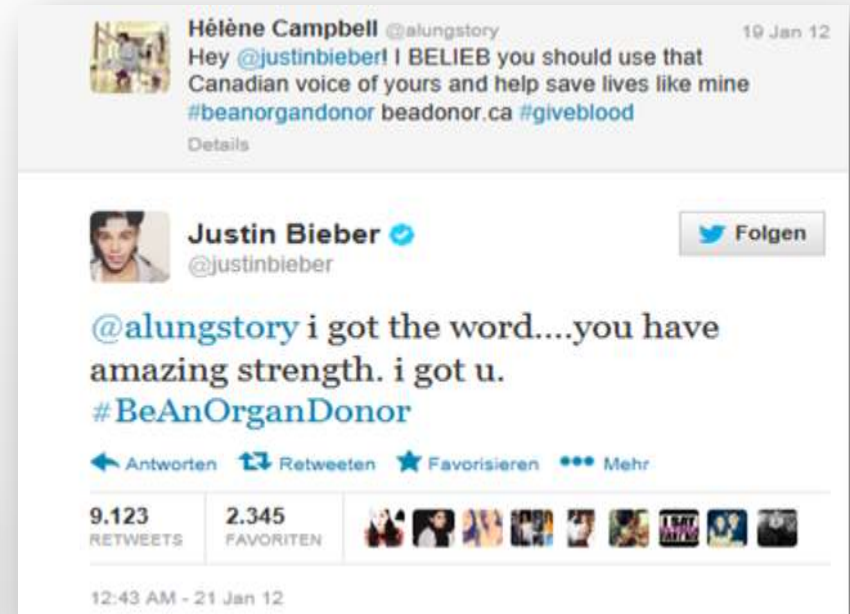 Hélène Campbell @alungstory 19 Jan 12
Hey @justinbieber! I BELIEB you should use that
Canadian voice of yours and help save lives like mine
#beanorgandonor beadonor.ca #giveblood
Details
Justin Bieber
@justinbieber
Folgen
@alungstory i got the word....you have
amazing strength. i got u.
#BeAnOrganDonor
Antworten Retweeten Favorisieren Mehr
9.123 2.345
RETWEETS FAVORITEN
12:43 AM - 21 Jan 12